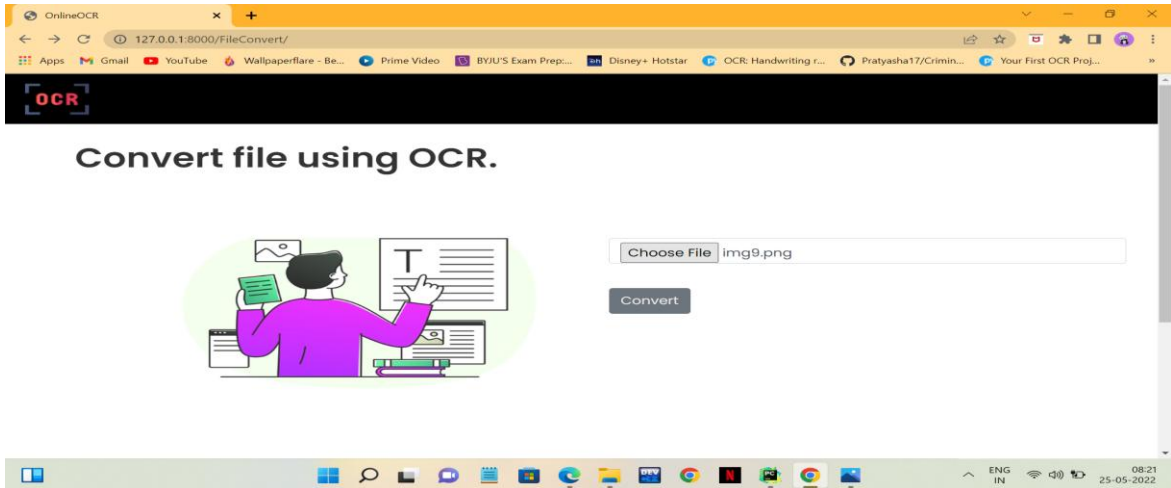 OnlineOCR
127.0.0.1:8000/FileConvert/
Apps Gmail YouTube Wallpaperflare - Be... Prime Video BYJU'S Exam Prep:... Disney+ Hotstar OCR: Handwriting r... Pratyasha17/Crimin... Your First OCR Proj... »
OCR
Convert file using OCR.
T
Choose File img9.png
Convert
ENG 08:21
IN 25-05-2022